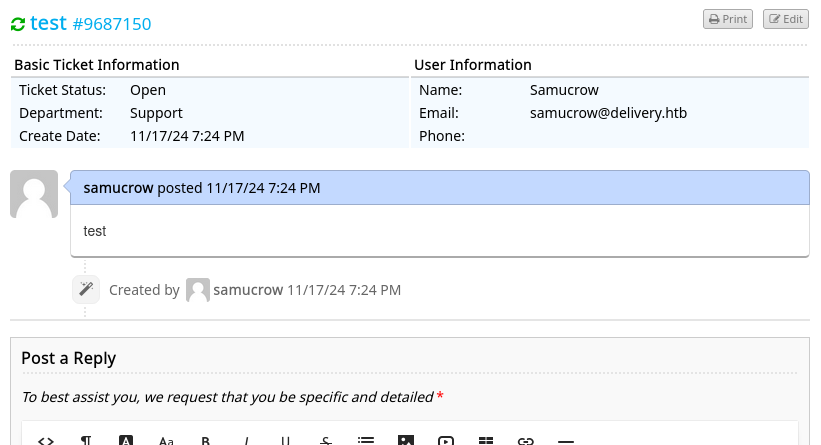 test #9687150
Print
Edit
Basic Ticket Information
User Information
Ticket Status: Open
Name: Samucrow
Department: Support
Email: samucrow@delivery.htb
Create Date: 11/17/24 7:24 PM
Phone:
samucrow posted 11/17/24 7:24 PM
test
Created by samucrow 11/17/24 7:24 PM
Post a Reply
To best assist you, we request that you be specific and detailed *
<> ¶ A Aa B I U S